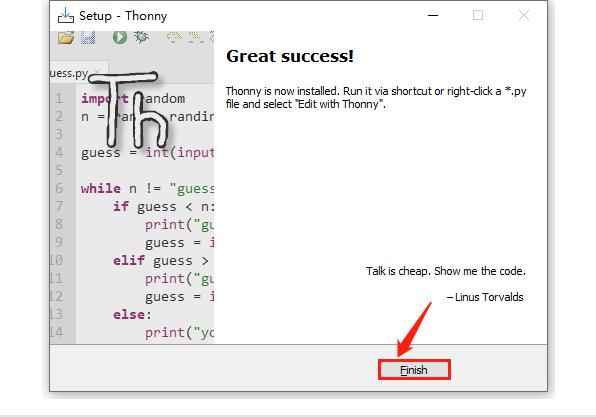 Setup - Thonny
Great success!
Thonny is now installed. Run it via shortcut or right-click a *.py
file and select "Edit with Thonny".
uess.py
Th
1 import random
2 n = ran randin
3
4 guess = int(input
5
6 while n != "guess
7 if guess < n:
8 print("gu
9 guess = i
10 elif guess >
11 print("gu
12 guess = i
13 else:
14 print("yo
Talk is cheap. Show me the code.
– Linus Torvalds
Finish